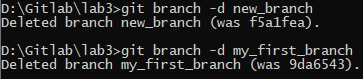 D:\Gitlab\lab3>git branch -d new_branch
Deleted branch new_branch (was f5a1fea).
D:\Gitlab\lab3>git branch -d my_first_branch
Deleted branch my_first_branch (was 9da6543).